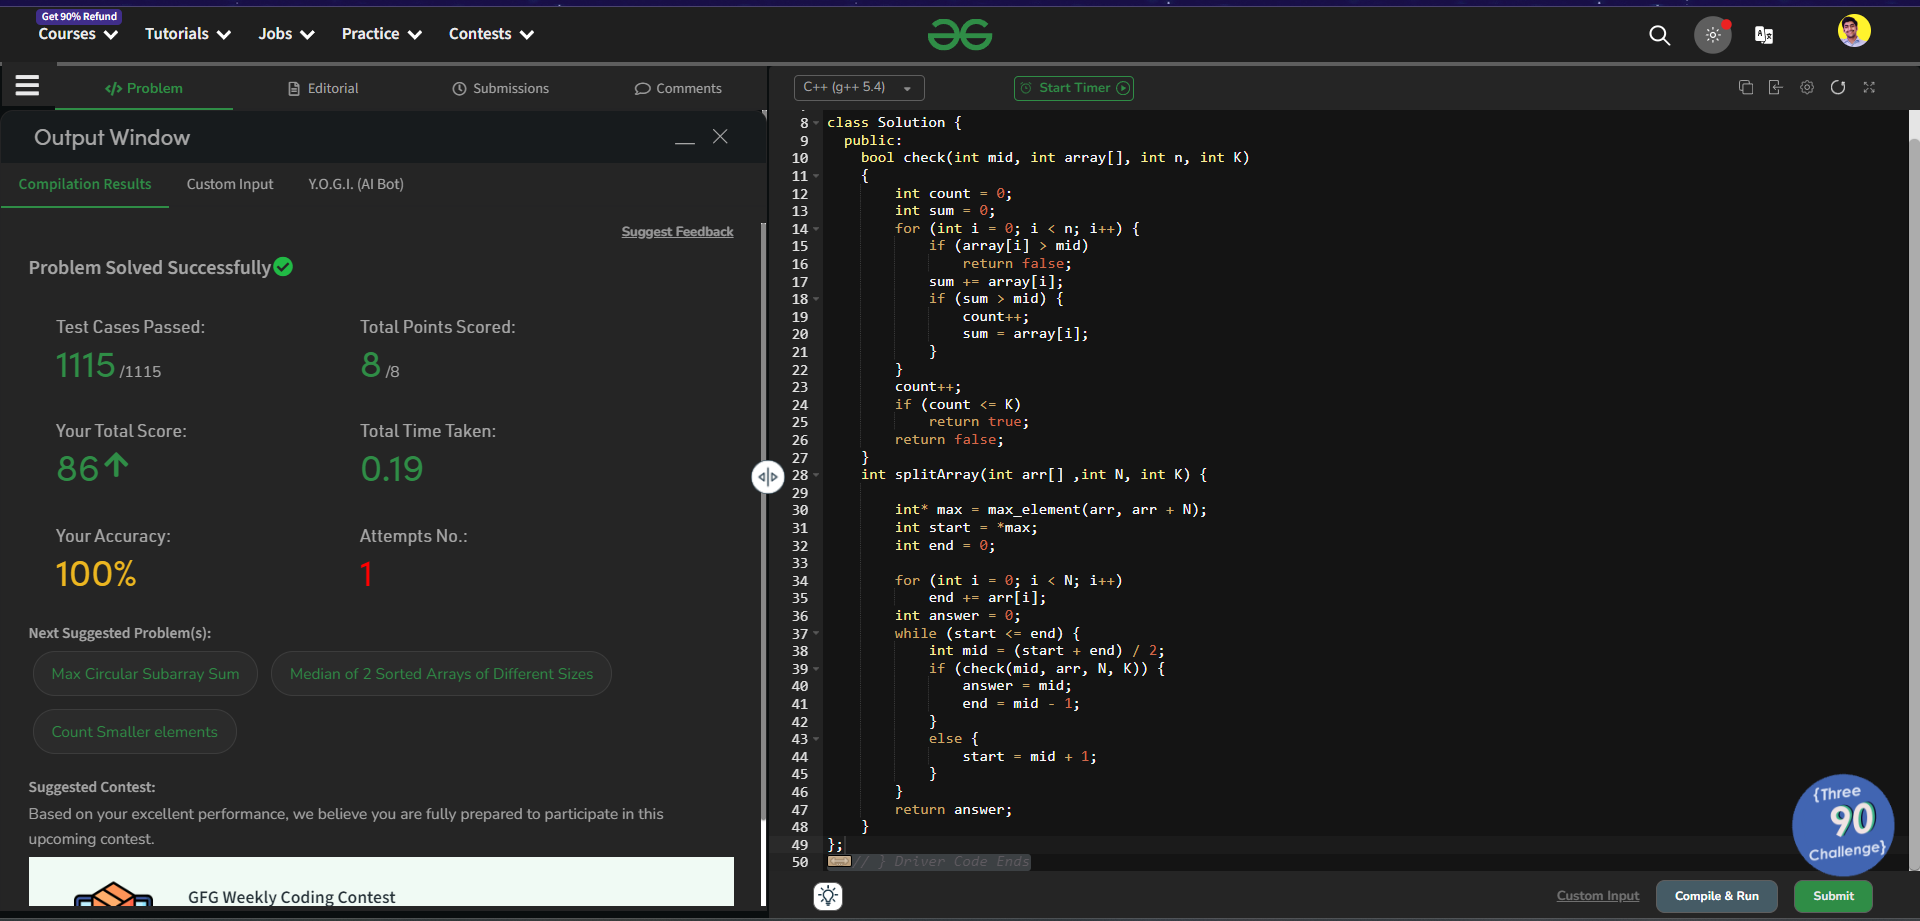 Get 90% Refund
Courses Tutorials Jobs Practice Contests
</> Problem Editorial Submissions Comments
C++ (g++ 5.4) Start Timer
Output Window
Compilation Results Custom Input Y.O.G.I. (AI Bot)
Suggest Feedback
Problem Solved Successfully
Test Cases Passed: Total Points Scored:
1115 /1115 8 /8
Your Total Score: Total Time Taken:
86 0.19
Your Accuracy: Attempts No.:
100% 1
Next Suggested Problem(s):
Max Circular Subarray Sum Median of 2 Sorted Arrays of Different Sizes
Count Smaller elements
Suggested Contest:
Based on your excellent performance, we believe you are fully prepared to participate in this
upcoming contest.
GFG Weekly Coding Contest
8 class Solution {
9 public:
10 bool check(int mid, int array[], int n, int K)
11 {
12 int count = 0;
13 int sum = 0;
14 for (int i = 0; i < n; i++) {
15 if (array[i] > mid)
16 return false;
17 sum += array[i];
18 if (sum > mid) {
19 count++;
20 sum = array[i];
21 }
22 }
23 count++;
24 if (count <= K)
25 return true;
26 return false;
27 }
28 int splitArray(int arr[] ,int N, int K) {
29
30 int* max = max_element(arr, arr + N);
31 int start = *max;
32 int end = 0;
33
34 for (int i = 0; i < N; i++)
35 end += arr[i];
36 int answer = 0;
37 while (start <= end) {
38 int mid = (start + end) / 2;
39 if (check(mid, arr, N, K)) {
40 answer = mid;
41 end = mid - 1;
42 }
43 else {
44 start = mid + 1;
45 }
46 }
47 return answer;
48 }
49 };
50 // } Driver Code Ends
{Three
90
Challenge}
Custom Input Compile & Run Submit